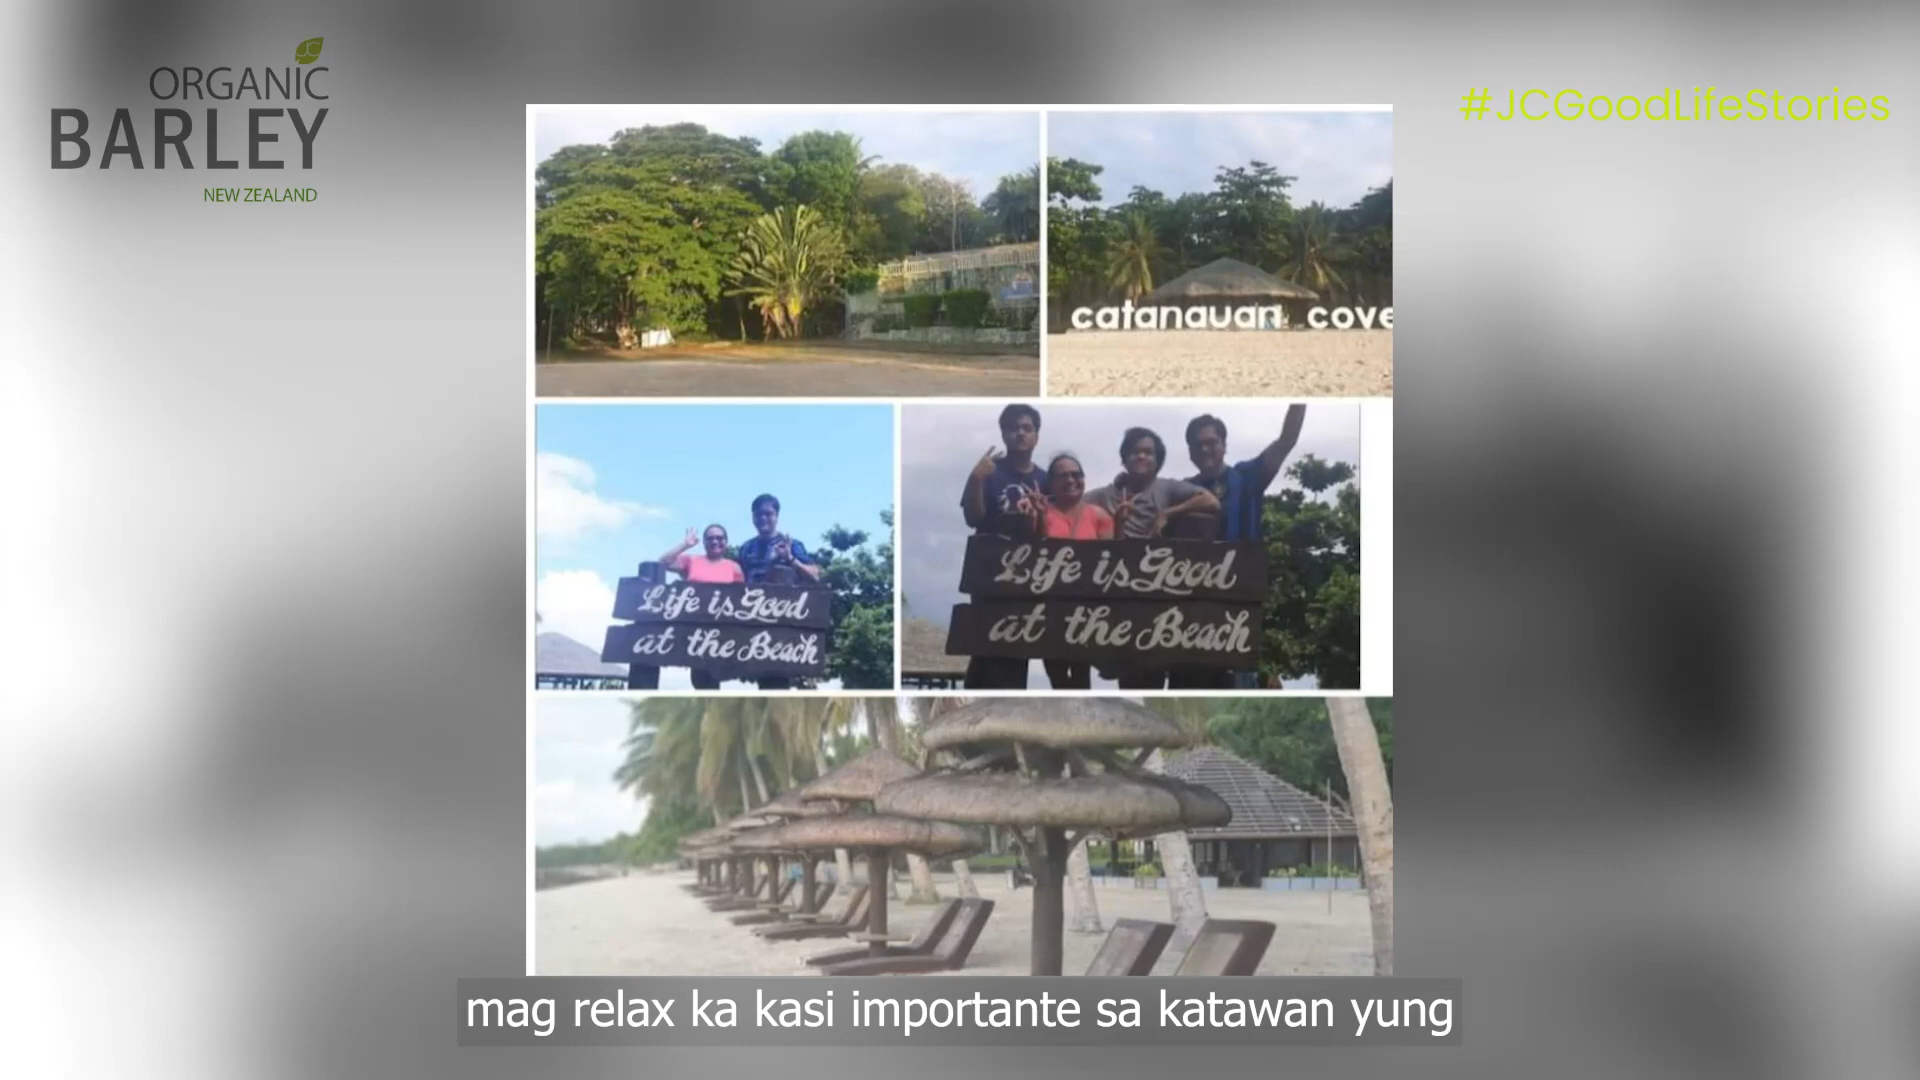 JC
ORGANIC
BARLEY
NEW ZEALAND
#JCGoodLifeStories
catanauan cove
Life is Good
at the Beach
Life is Good
at the Beach
mag relax ka kasi importante sa katawan yung